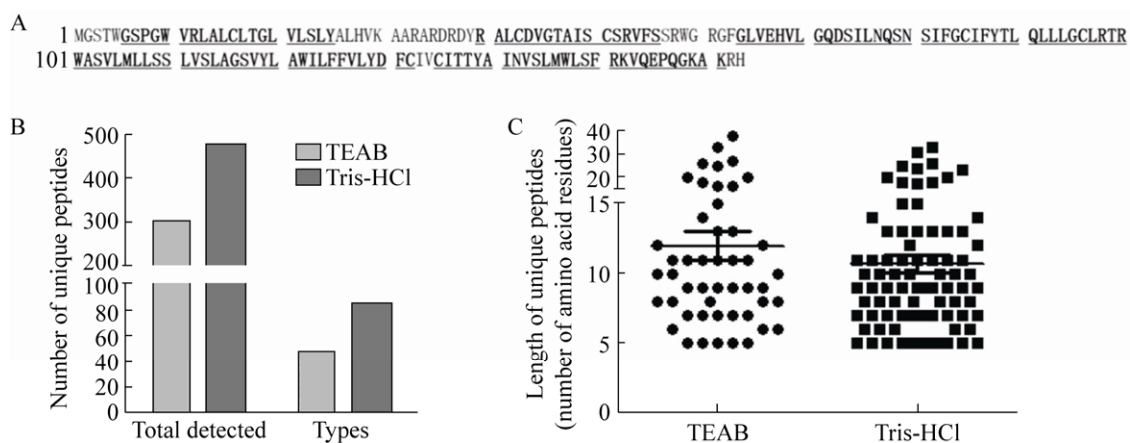 A
1 MGSTWGSPGW VRLALCLTGL VLSLYALHVK AARARDRDYR ALCDVGTAIS CSRVFSSRWG RGFGLVEHVL GQDSILNQSN SIFGCIFYTL QLLLGCLRTR
101 WASVLMLLSS LVSLAGSVYL AWILFFVLYD FCIVCITTYA INVSLMWLSF RKVQEPQGKA KRH
B
Number of unique peptides
500
400
300
200
100
80
60
40
20
0
TEAB
Tris-HCl
Total detected
Types
C
Length of unique peptides
(number of amino acid residues)
40
30
20
15
10
5
0
TEAB
Tris-HCl